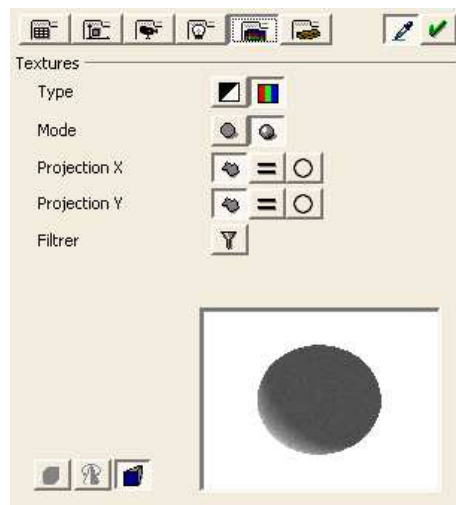 Textures
Type
Mode
Projection X
Projection Y
Filtrer